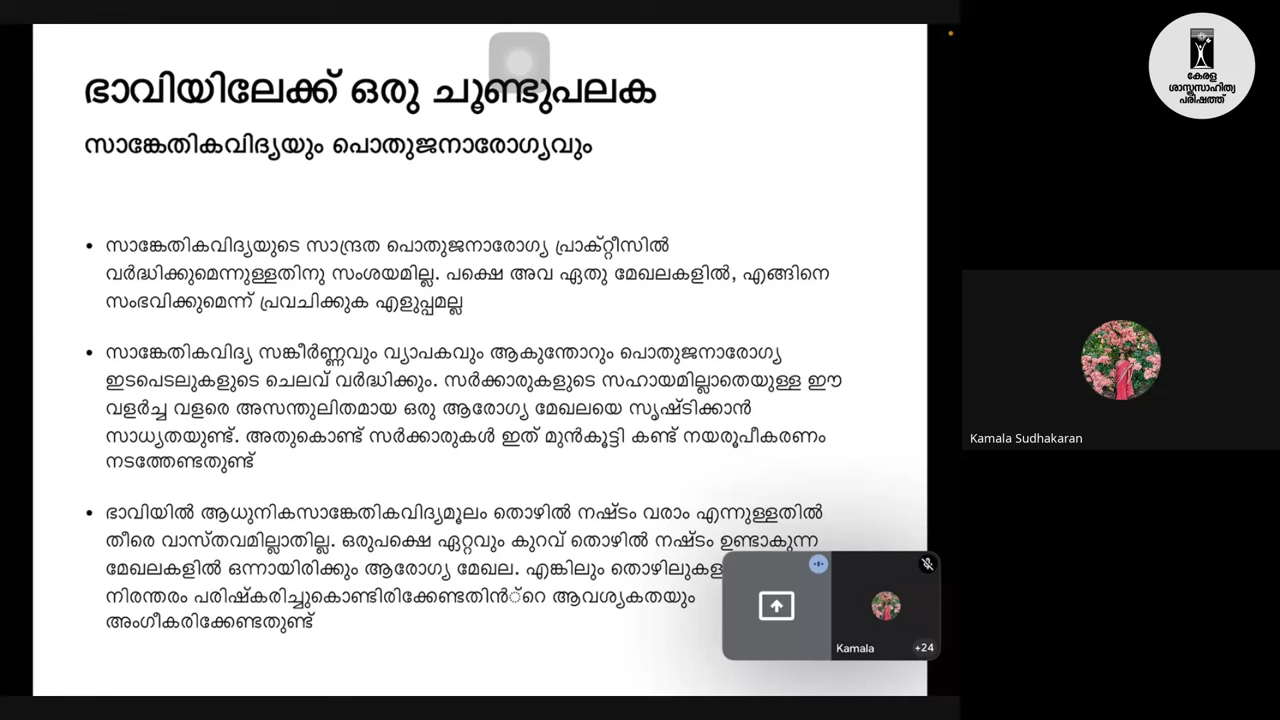 ഭാവിയിലേക്ക് ഒരു ചൂണ്ടുപലക
സാങ്കേതികവിദ്യയും പൊതുജനാരോഗ്യവും
• സാങ്കേതികവിദ്യയുടെ സാന്ദ്രത പൊതുജനാരോഗ്യ പ്രാക്റ്റീസിൽ
വർദ്ധിക്കുമെന്നുള്ളതിനു സംശയമില്ല. പക്ഷെ അവ ഏതു മേഖലകളിൽ, എങ്ങിനെ
സംഭവിക്കുമെന്ന് പ്രവചിക്കുക എളുപ്പമല്ല
• സാങ്കേതികവിദ്യ സങ്കീർണ്ണവും വ്യാപകവും ആകുന്തോറും പൊതുജനാരോഗ്യ
ഇടപെടലുകളുടെ ചെലവ് വർദ്ധിക്കും. സർക്കാരുകളുടെ സഹായമില്ലാതെയുള്ള ഈ
വളർച്ച വളരെ അസന്തുലിതമായ ഒരു ആരോഗ്യ മേഖലയെ സൃഷ്ടിക്കാൻ
സാധ്യതയുണ്ട്. അതുകൊണ്ട് സർക്കാരുകൾ ഇത് മുൻകൂട്ടി കണ്ട് നയരൂപീകരണം
നടത്തേണ്ടതുണ്ട്
• ഭാവിയിൽ ആധുനികസാങ്കേതികവിദ്യമൂലം തൊഴിൽ നഷ്ടം വരാം എന്നുള്ളതിൽ
തീരെ വാസ്തവമില്ലാതില്ല. ഒരുപക്ഷെ ഏറ്റവും കുറവ് തൊഴിൽ നഷ്ടം ഉണ്ടാകുന്ന
മേഖലകളിൽ ഒന്നായിരിക്കും ആരോഗ്യ മേഖല. എങ്കിലും തൊഴിലുകള
നിരന്തരം പരിഷ്കരിച്ചുകൊണ്ടിരിക്കേണ്ടതിൻ്റെ ആവശ്യകതയും
അംഗീകരിക്കേണ്ടതുണ്ട്
Kamala
+24
കേരള
ശാസ്ത്രസാഹിത്യ
പരിഷത്ത്
Kamala Sudhakaran